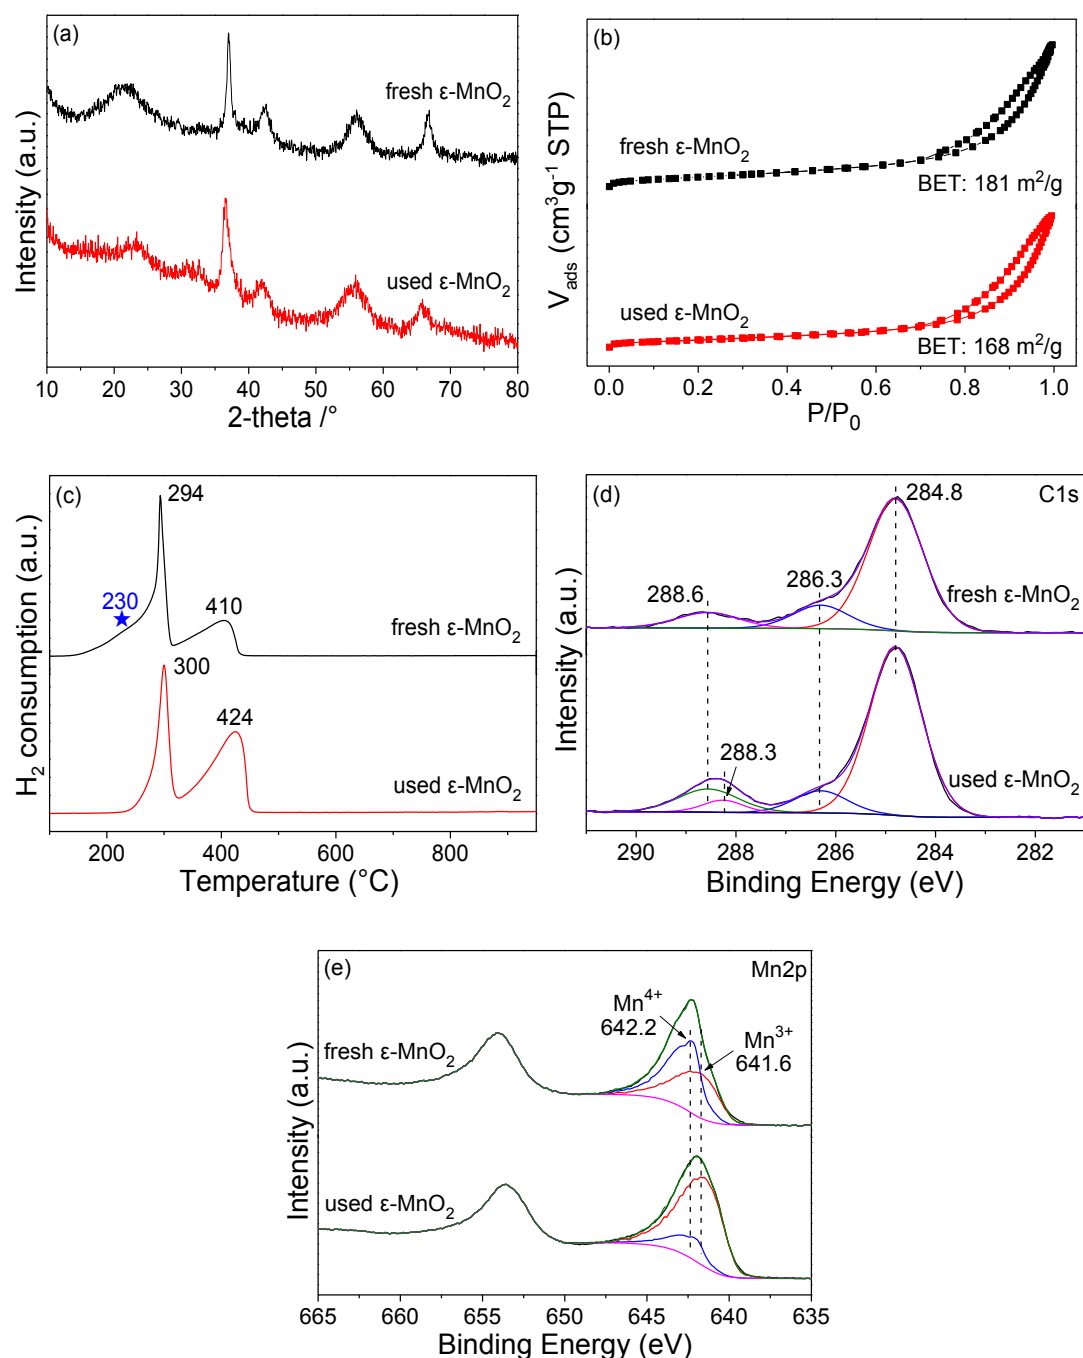 (a)
fresh ε-MnO2
used ε-MnO2
Intensity (a.u.)
10 20 30 40 50 60 70 80
2-theta /°
(b)
fresh ε-MnO2
BET: 181 m²/g
used ε-MnO2
BET: 168 m²/g
Vads (cm³g⁻¹ STP)
0.0 0.2 0.4 0.6 0.8 1.0
P/P0
(c)
294
230
410
fresh ε-MnO2
300
424
used ε-MnO2
H2 consumption (a.u.)
200 400 600 800
Temperature (°C)
(d)
C1s
284.8
286.3
288.6
fresh ε-MnO2
288.3
used ε-MnO2
Intensity (a.u.)
290 288 286 284 282
Binding Energy (eV)
(e)
Mn2p
Mn4+
642.2
Mn3+
641.6
fresh ε-MnO2
used ε-MnO2
Intensity (a.u.)
665 660 655 650 645 640 635
Binding Energy (eV)